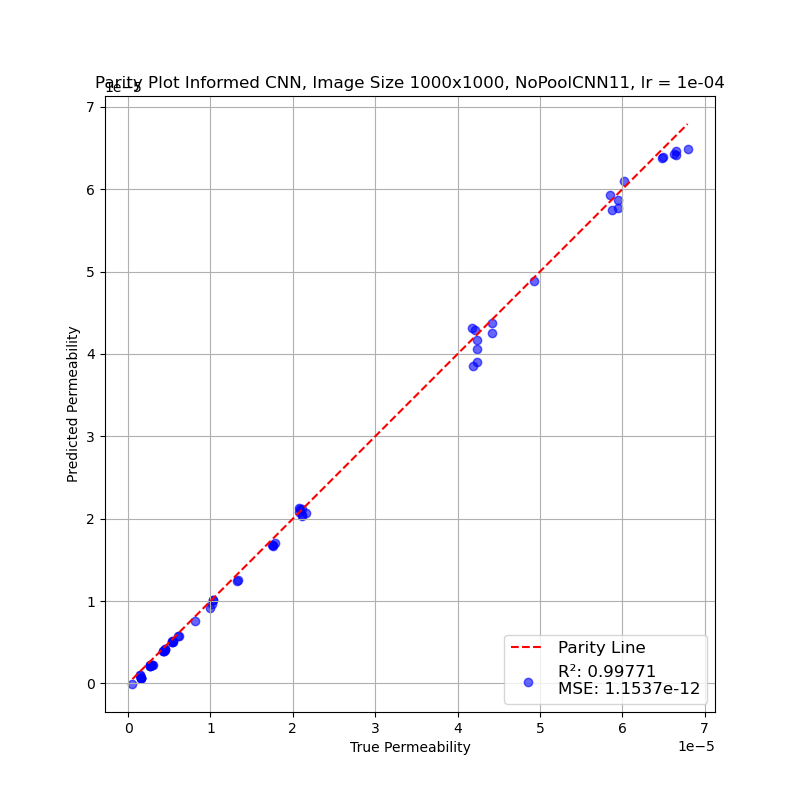 Parity Plot Informed CNN, Image Size 1000x1000, NoPoolCNN11, lr = 1e-04
1e−5
7
6
5
4
3
2
1
0
Predicted Permeability
Parity Line
R²: 0.99771
MSE: 1.1537e-12
0 1 2 3 4 5 6 7
True Permeability
1e−5